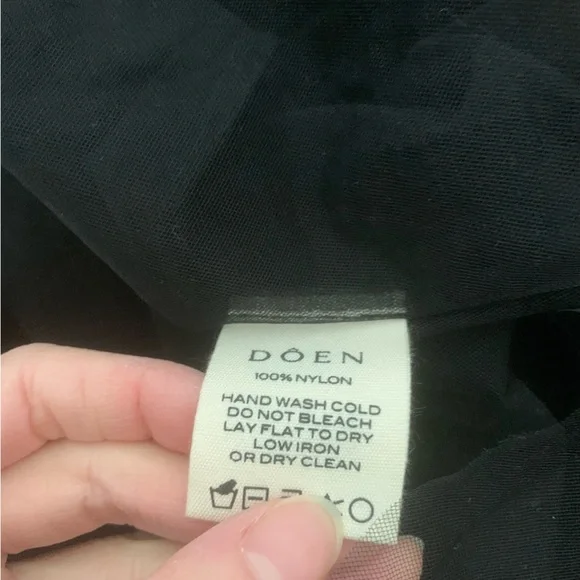 DÔEN
100% NYLON
HAND WASH COLD
DO NOT BLEACH
LAY FLAT TO DRY
LOW IRON
OR DRY CLEAN